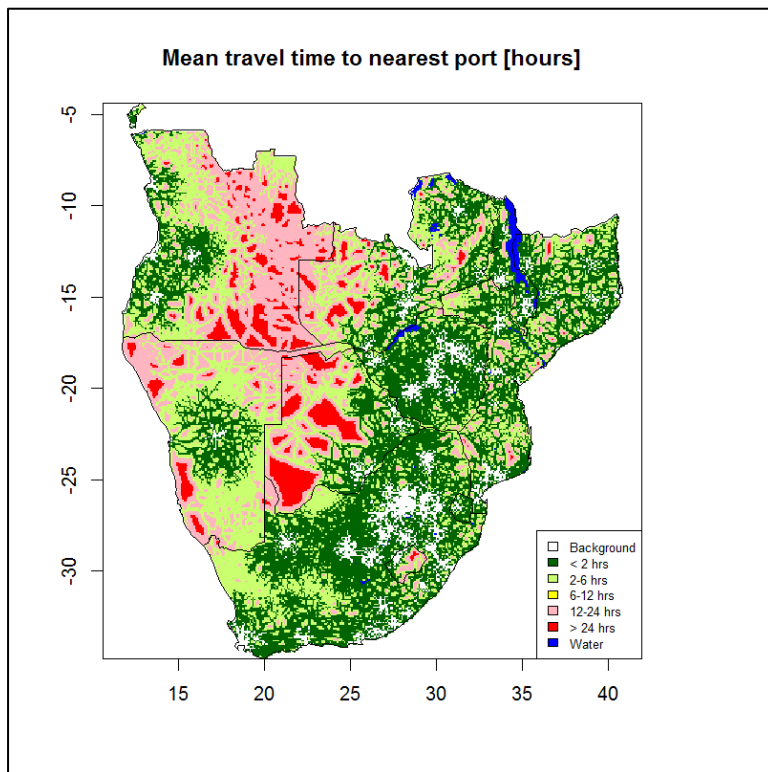 Mean travel time to nearest port [hours]
-5
-10
-15
-20
-25
-30
Background
< 2 hrs
2-6 hrs
6-12 hrs
12-24 hrs
> 24 hrs
Water
15 20 25 30 35 40